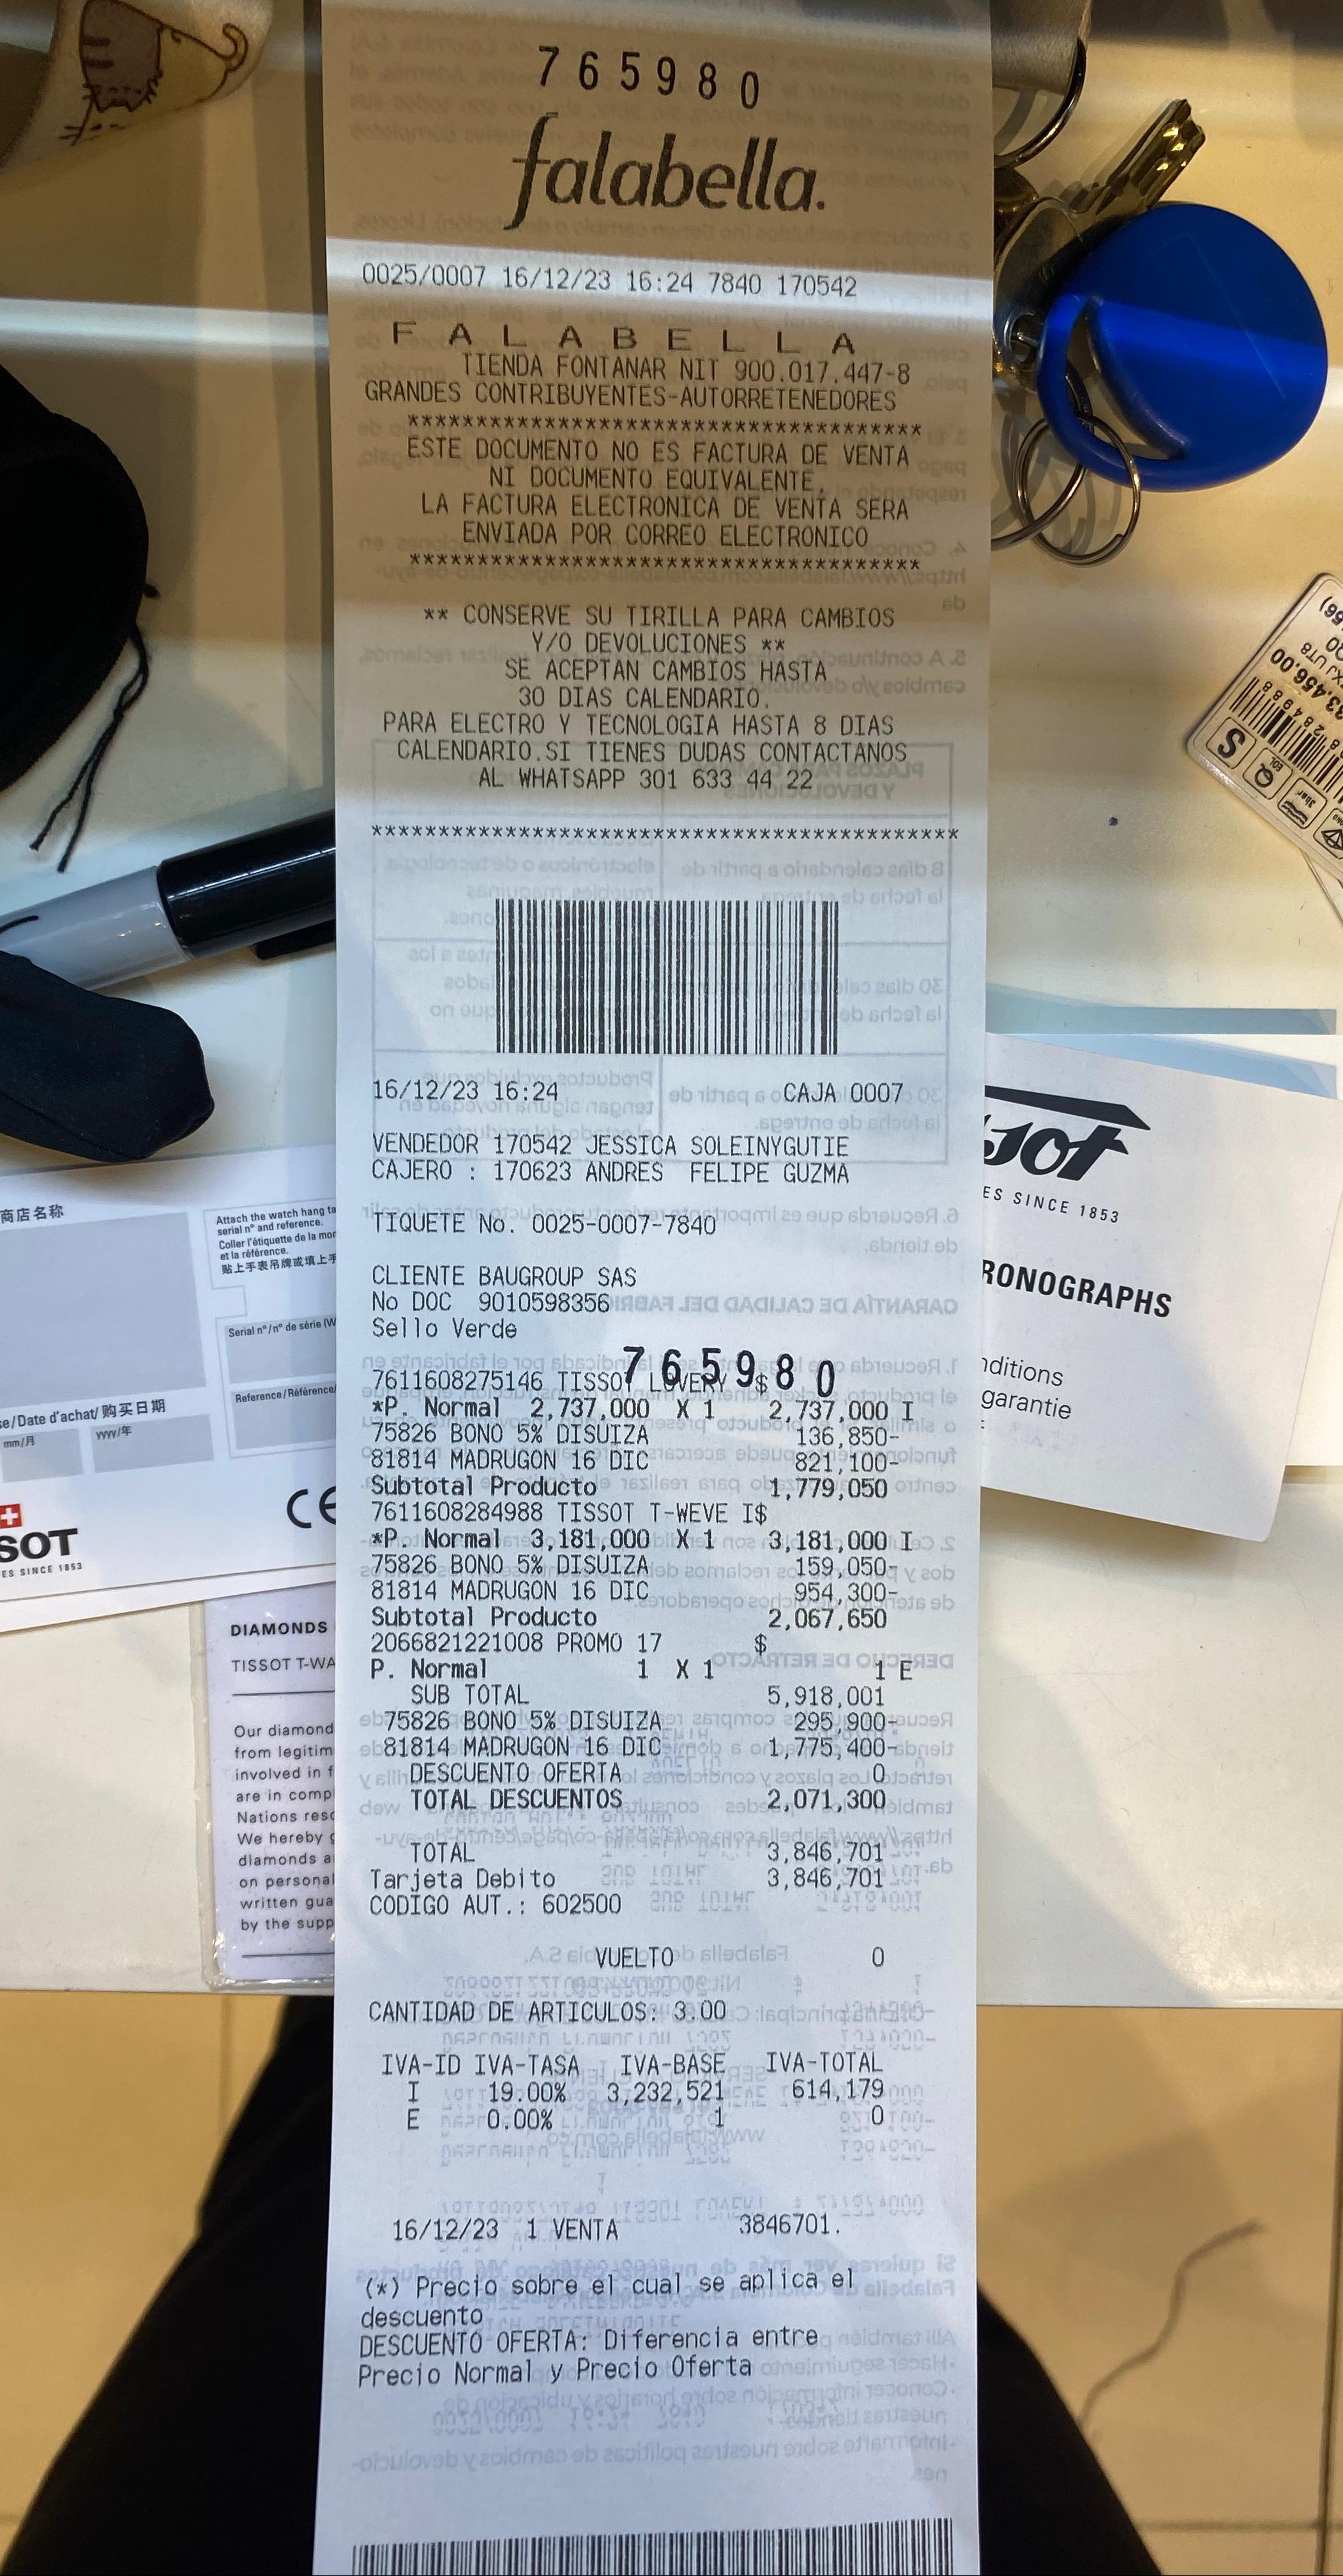 765980
falabella.
0025/0007 16/12/23 16:24 7840 170542
FALABELLA
TIENDA FONTANAR NIT 900.017.447-8
GRANDES CONTRIBUYENTES-AUTORRETENEDORES
**************************************
ESTE DOCUMENTO NO ES FACTURA DE VENTA
NI DOCUMENTO EQUIVALENTE,
LA FACTURA ELECTRONICA DE VENTA SERA
ENVIADA POR CORREO ELECTRONICO
**************************************
** CONSERVE SU TIRILLA PARA CAMBIOS
Y/O DEVOLUCIONES **
SE ACEPTAN CAMBIOS HASTA
30 DIAS CALENDARIO.
PARA ELECTRO Y TECNOLOGIA HASTA 8 DIAS
CALENDARIO.SI TIENES DUDAS CONTACTANOS
AL WHATSAPP 301 633 44 22
********************************************
16/12/23 16:24 CAJA 0007
VENDEDOR 170542 JESSICA SOLEINYGUTIE
CAJERO : 170623 ANDRES FELIPE GUZMA
TIQUETE No. 0025-0007-7840
CLIENTE BAUGROUP SAS
No DOC 9010598356
Sello Verde
765980
7611608275146 TISSOT LOVERY $
*P. Normal 2,737,000 X 1 2,737,000 I
75826 BONO 5% DISUIZA 136,850-
81814 MADRUGON 16 DIC 821,100-
Subtotal Producto 1,779,050
7611608284988 TISSOT T-WEVE I$
*P. Normal 3,181,000 X 1 3,181,000 I
75826 BONO 5% DISUIZA 159,050-
81814 MADRUGON 16 DIC 954,300-
Subtotal Producto 2,067,650
2066821221008 PROMO 17 $
P. Normal 1 X 1 1 E
SUB TOTAL 5,918,001
75826 BONO 5% DISUIZA 295,900-
81814 MADRUGON 16 DIC 1,775,400-
DESCUENTO OFERTA 0
TOTAL DESCUENTOS 2,071,300
TOTAL 3,846,701
Tarjeta Debito 3,846,701
CODIGO AUT.: 602500
VUELTO 0
CANTIDAD DE ARTICULOS: 3.00
IVA-ID IVA-TASA IVA-BASE IVA-TOTAL
I 19.00% 3,232,521 614,179
E 0.00% 1 0
16/12/23 1 VENTA 3846701.
(*) Precio sobre el cual se aplica el
descuento
DESCUENTO OFERTA: Diferencia entre
Precio Normal y Precio Oferta
商店名称
Attach the watch hang ta
serial n° and reference.
Coller l'étiquette de la mor
et la référence.
貼上手表吊牌或填上手
Serial n°/n° de série (W
Reference/Référence/
se/Date d'achat/ 购买日期
mm/月
yyyy/年
CE
SOT
ES SINCE 1853
DIAMONDS
TISSOT T-WA
Our diamond
from legitim
involved in f
are in comp
Nations reso
We hereby g
diamonds a
on personal
written gua
by the supp
ssot
ES SINCE 1853
RONOGRAPHS
nditions
garantie
S
3bar
EOL